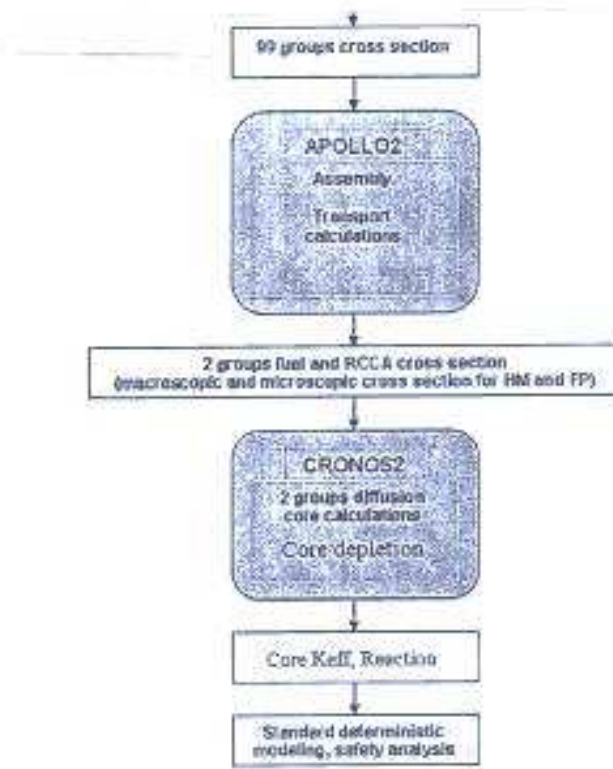 99 groups cross section
APOLLO2
Assembly
Transport
calculations
2 groups fuel and RCCA cross section
(macroscopic and microscopic cross section for HM and FP)
CRONOS2
2 groups diffusion
core calculations
Core depletion
Core Keff, Reaction
Standard deterministic
modeling, safety analysis